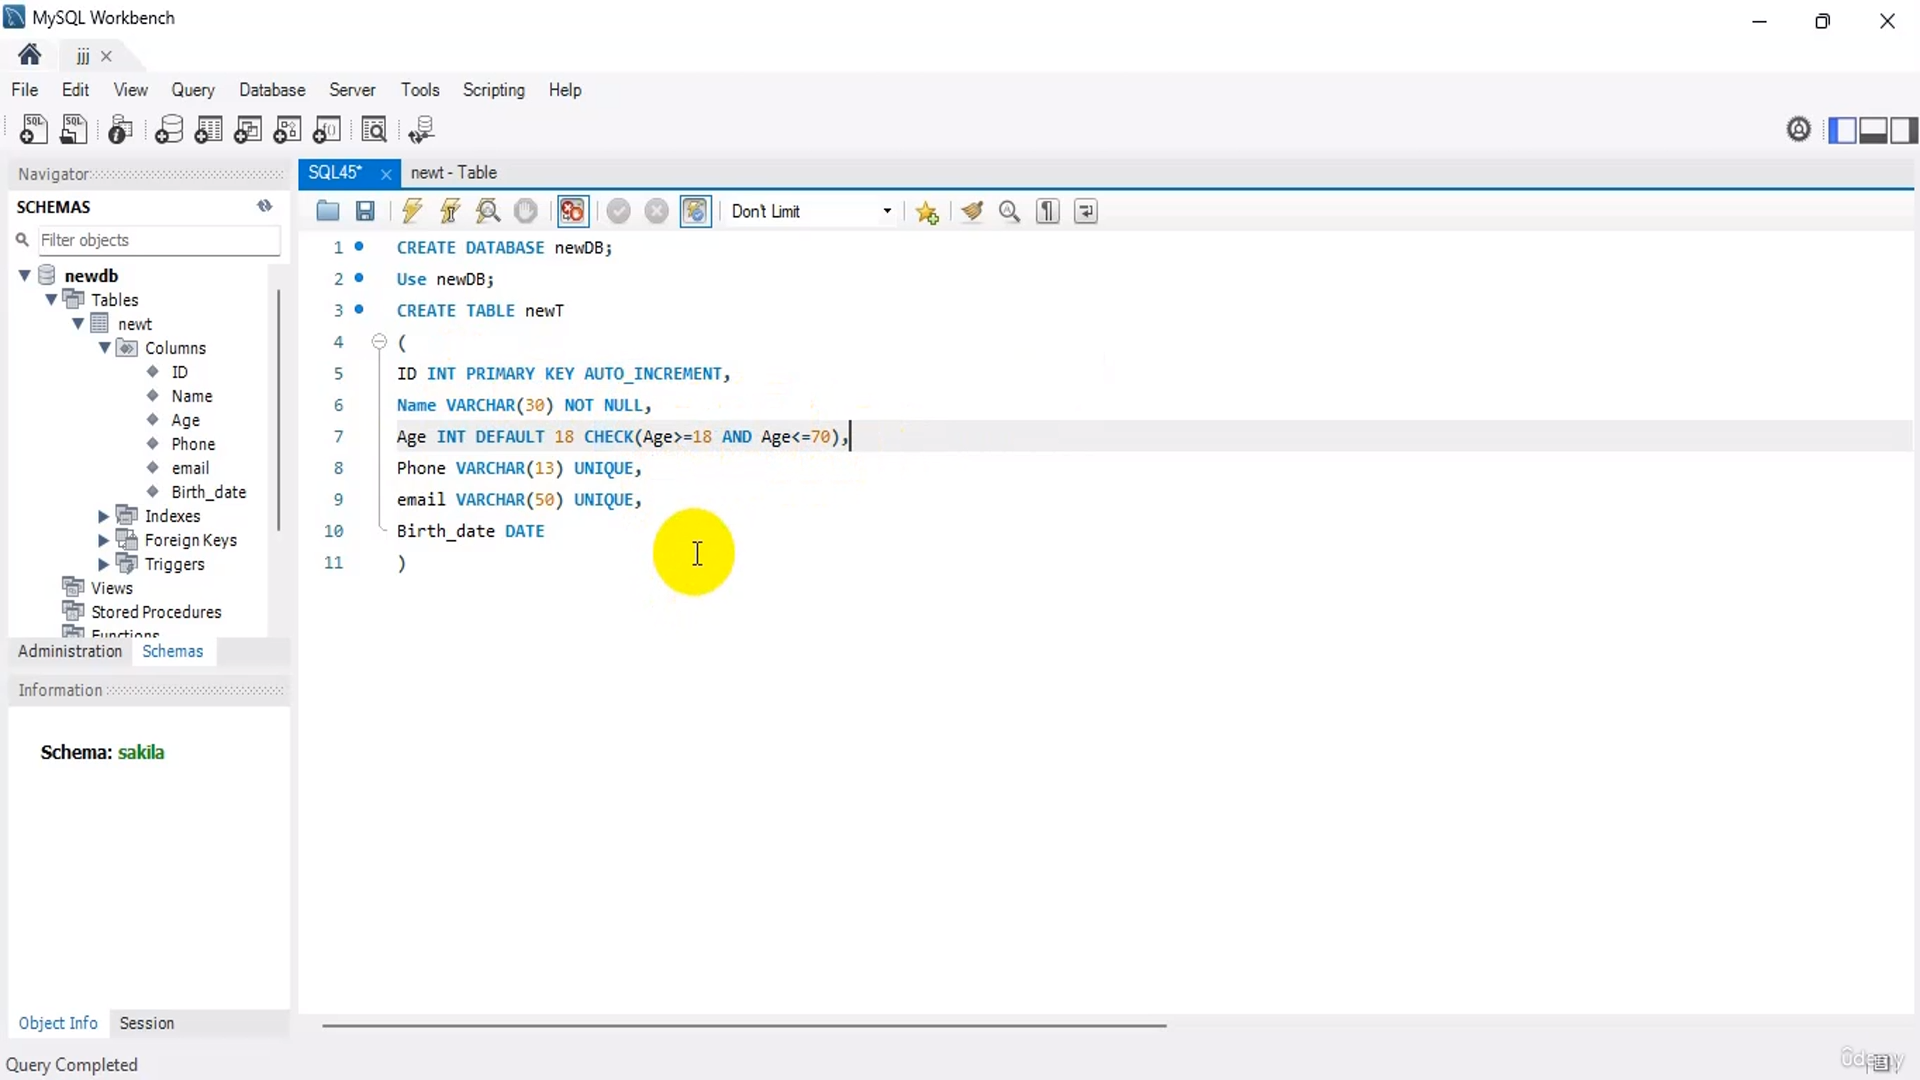 MySQL Workbench
jjj
File Edit View Query Database Server Tools Scripting Help
Navigator
SCHEMAS
Filter objects
newdb
Tables
newt
Columns
ID
Name
Age
Phone
email
Birth_date
Indexes
Foreign Keys
Triggers
Views
Stored Procedures
Functions
Administration Schemas
Information
Schema: sakila
Object Info Session
Query Completed
SQL45* newt - Table
Don't Limit
1 CREATE DATABASE newDB;
2 Use newDB;
3 CREATE TABLE newT
4 (
5 ID INT PRIMARY KEY AUTO_INCREMENT,
6 Name VARCHAR(30) NOT NULL,
7 Age INT DEFAULT 18 CHECK(Age>=18 AND Age<=70),
8 Phone VARCHAR(13) UNIQUE,
9 email VARCHAR(50) UNIQUE,
10 Birth_date DATE
11 )
ûdemy